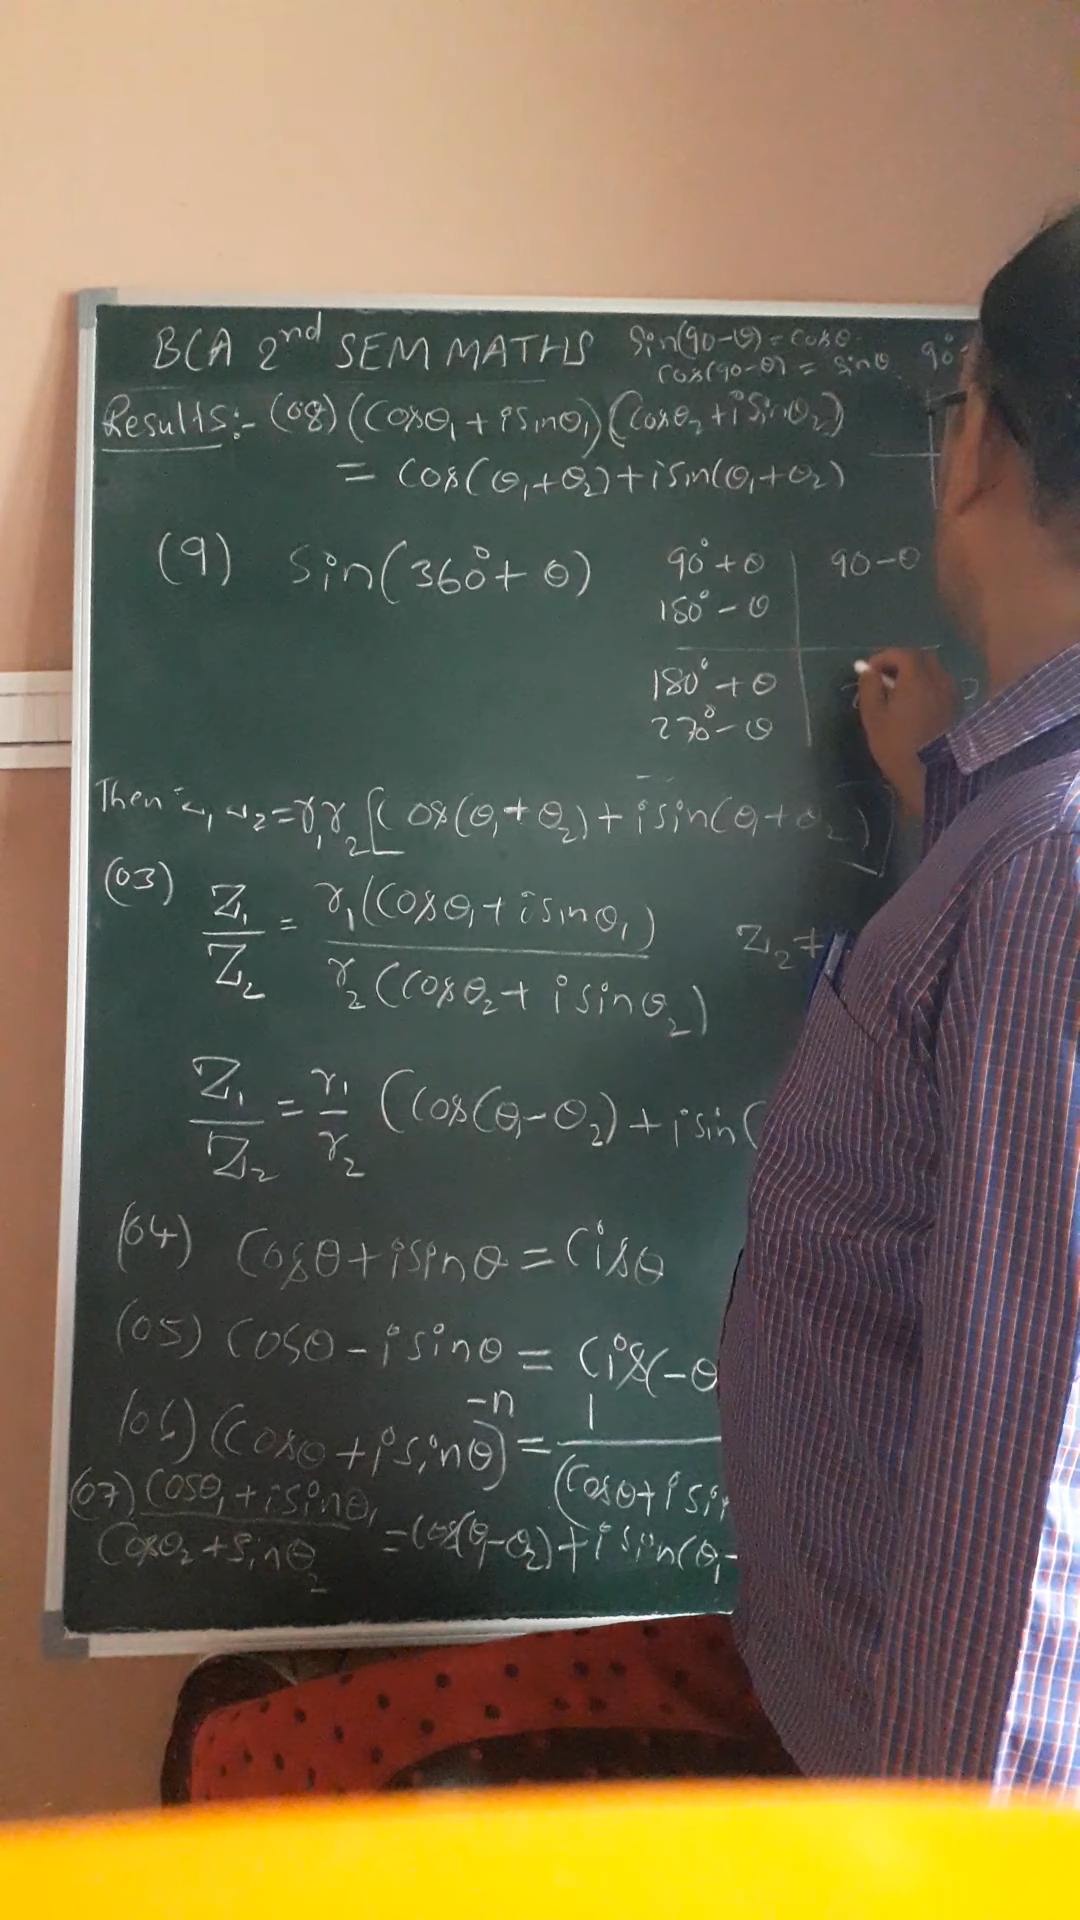 BCA 2nd SEM MATHS
Sin(90-θ) = cosθ
cos(90-θ) = sinθ
90°
Results:- (08) (cosθ₁ + isinθ₁)(cosθ₂ + isinθ₂)
= cos(θ₁+θ₂) + isin(θ₁+θ₂)
(9) Sin(360°+θ)
90°+θ
180°-θ
90-θ
180°+θ
270°-θ
Then z₁z₂ = r₁r₂[cos(θ₁+θ₂) + isin(θ₁+θ₂)]
(03) Z₁/Z₂ = r₁(cosθ₁ + isinθ₁)/r₂(cosθ₂ + isinθ₂)
Z₂ ≠
Z₁/Z₂ = r₁/r₂ (cos(θ₁-θ₂) + isin(
(04) cosθ + isinθ = cisθ
(05) cosθ - isinθ = cis(-θ
(06) (cosθ + isinθ)⁻ⁿ = 1/(cosθ + isin
(07) cosθ₁ + isinθ₁/cosθ₂ + sinθ₂ = cos(θ₁-θ₂) + isin(θ₁-